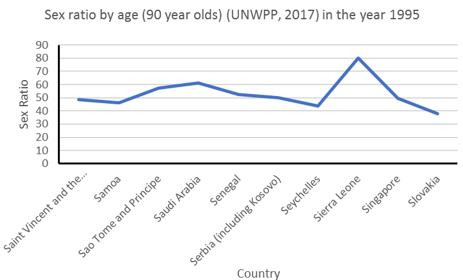 Sex ratio by age (90 year olds) (UNWPP, 2017) in the year 1995
90
80
70
60
50
40
30
20
10
0
Sex Ratio
Saint Vincent and the...
Samoa
Sao Tome and Principe
Saudi Arabia
Senegal
Serbia (including Kosovo)
Seychelles
Sierra Leone
Singapore
Slovakia
Country